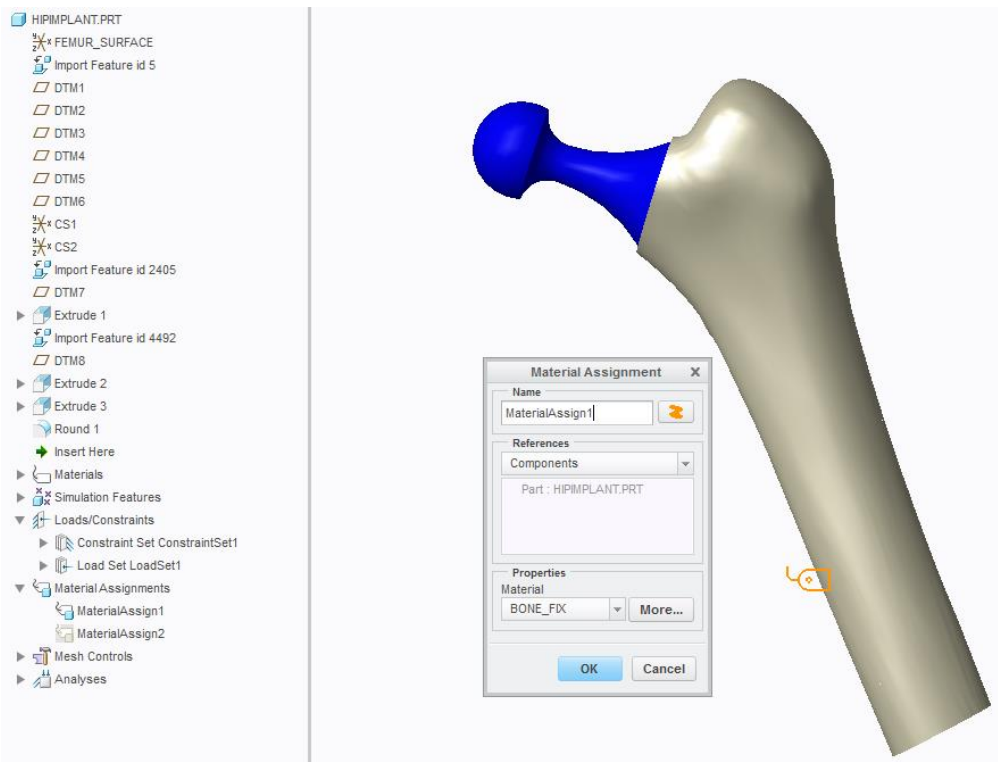 HIPIMPLANT.PRT
FEMUR_SURFACE
Import Feature id 5
DTM1
DTM2
DTM3
DTM4
DTM5
DTM6
CS1
CS2
Import Feature id 2405
DTM7
Extrude 1
Import Feature id 4492
DTM8
Extrude 2
Extrude 3
Round 1
Insert Here
Materials
Simulation Features
Loads/Constraints
Constraint Set ConstraintSet1
Load Set LoadSet1
Material Assignments
MaterialAssign1
MaterialAssign2
Mesh Controls
Analyses
Material Assignment X
Name
MaterialAssign1
References
Components
Part : HIPIMPLANT.PRT
Properties
Material
BONE_FIX More...
OK Cancel